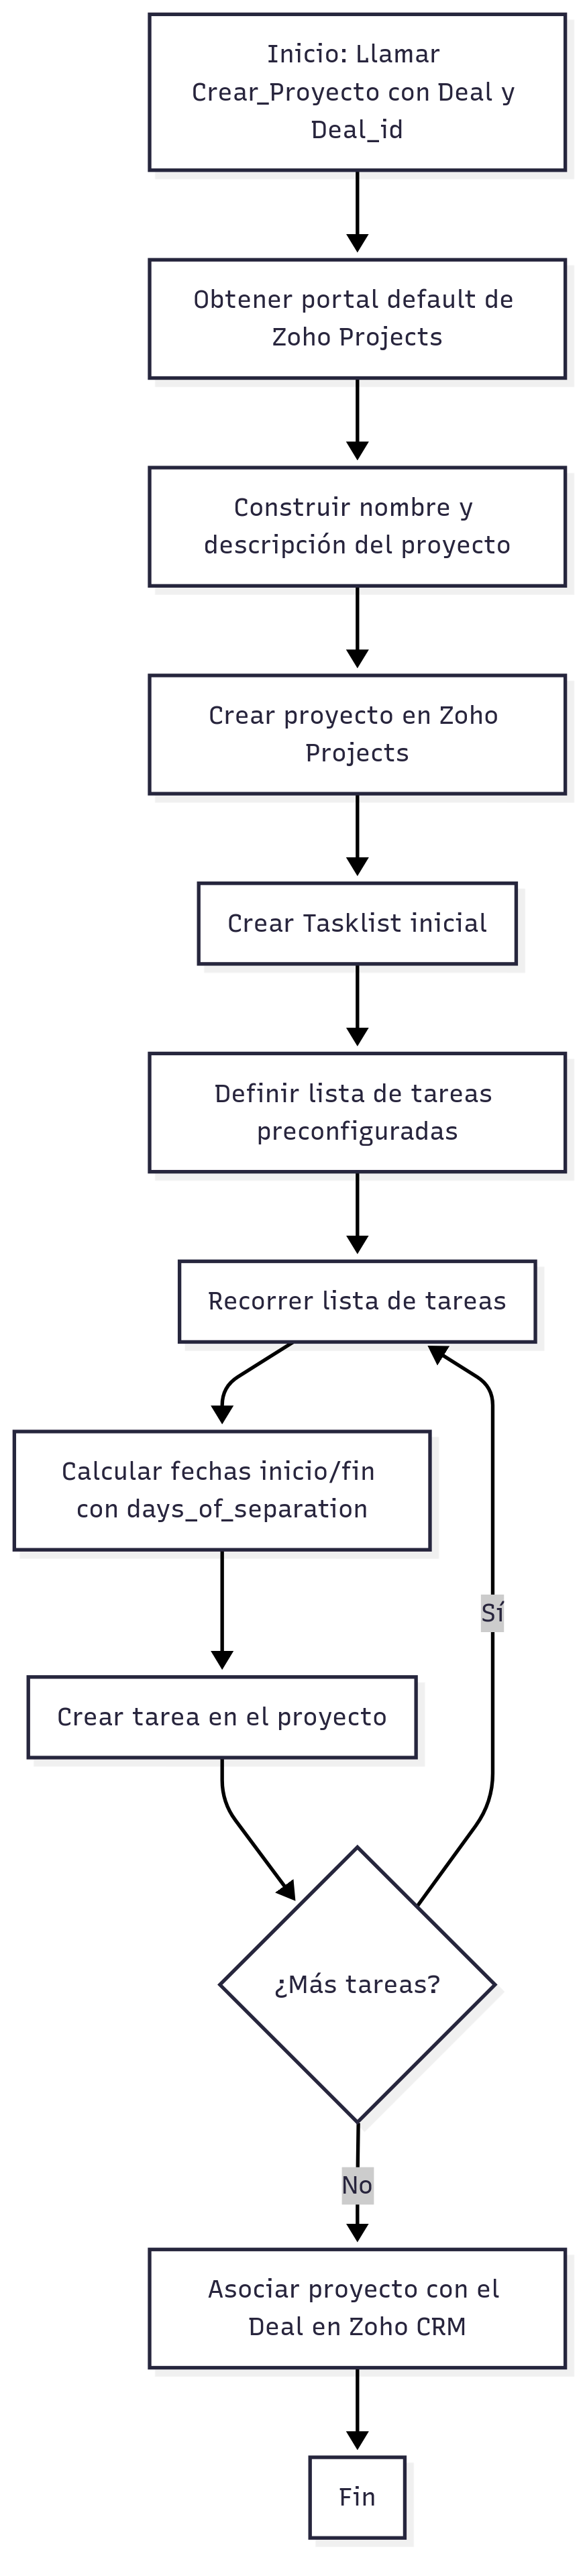 Inicio: Llamar
Crear_Proyecto con Deal y
Deal_id
Obtener portal default de
Zoho Projects
Construir nombre y
descripción del proyecto
Crear proyecto en Zoho
Projects
Crear Tasklist inicial
Definir lista de tareas
preconfiguradas
Recorrer lista de tareas
Calcular fechas inicio/fin
con days_of_separation
Sí
Crear tarea en el proyecto
¿Más tareas?
No
Asociar proyecto con el
Deal en Zoho CRM
Fin